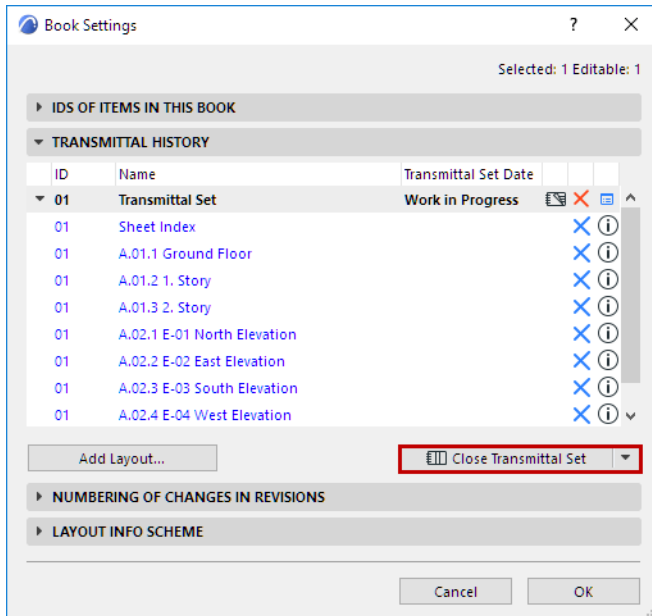 Book Settings ?
Selected: 1 Editable: 1
IDS OF ITEMS IN THIS BOOK
TRANSMITTAL HISTORY
ID Name Transmittal Set Date
01 Transmittal Set Work in Progress
01 Sheet Index
01 A.01.1 Ground Floor
01 A.01.2 1. Story
01 A.01.3 2. Story
01 A.02.1 E-01 North Elevation
01 A.02.2 E-02 East Elevation
01 A.02.3 E-03 South Elevation
01 A.02.4 E-04 West Elevation
Add Layout... Close Transmittal Set
NUMBERING OF CHANGES IN REVISIONS
LAYOUT INFO SCHEME
Cancel OK